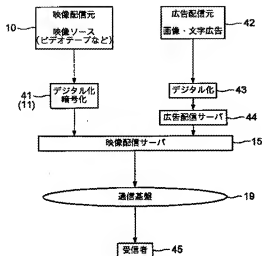 10
映像配信元
映像ソース
(ビデオテープなど)
広告配信元
画像・文字広告
42
41
(11)
デジタル化
暗号化
デジタル化
43
広告配信サーバ
44
映像配信サーバ
15
通信基盤
19
受信者
45